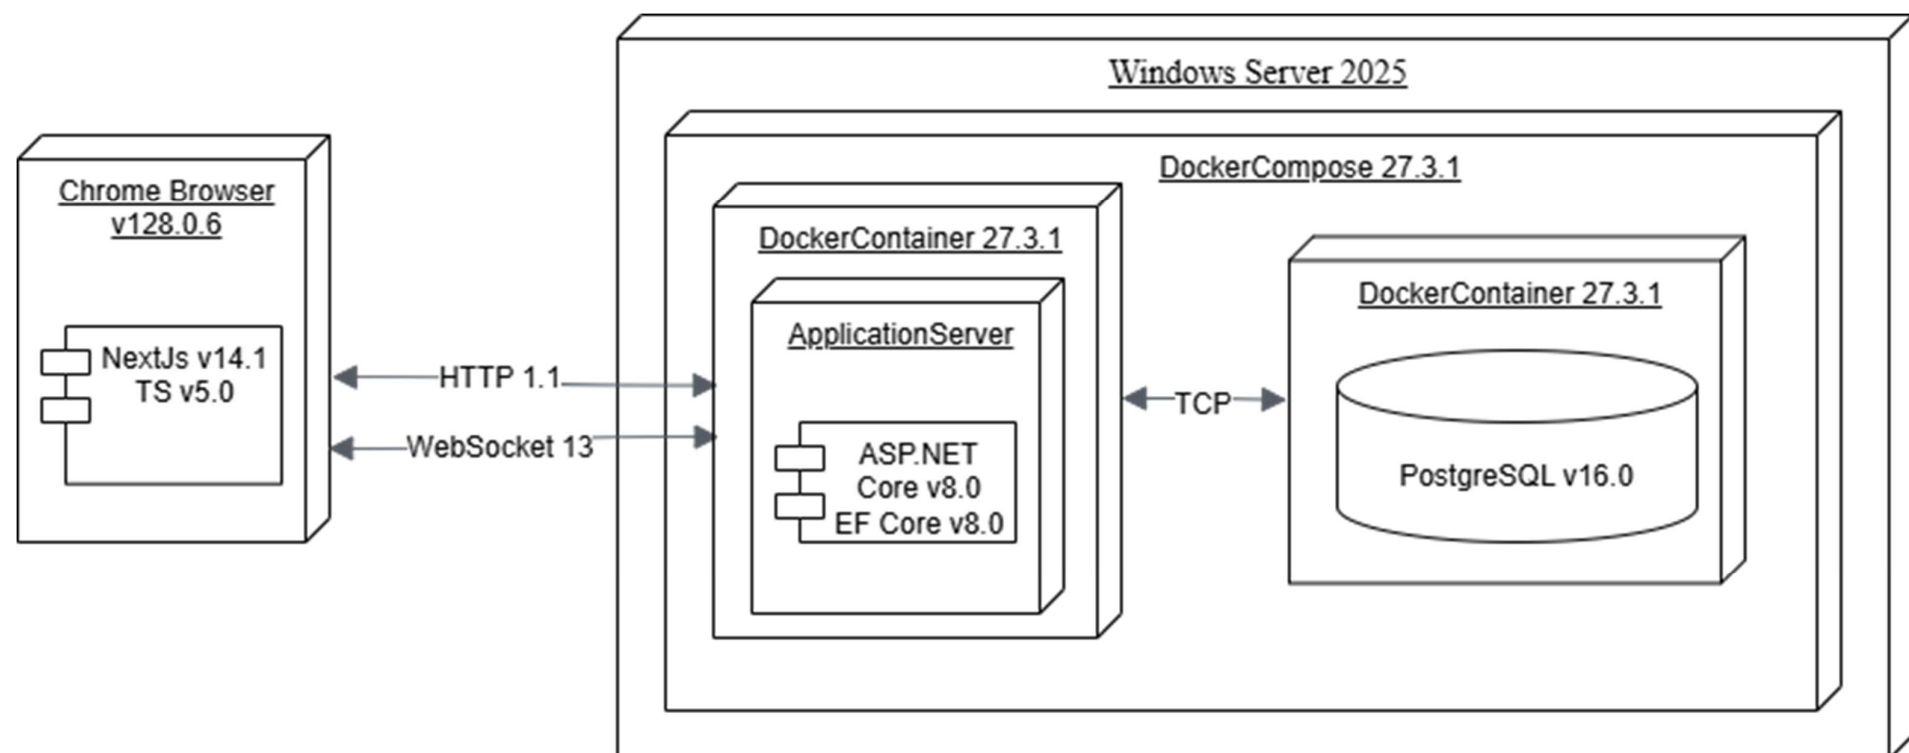 Windows Server 2025
DockerCompose 27.3.1
Chrome Browser
v128.0.6
NextJs v14.1
TS v5.0
HTTP 1.1
WebSocket 13
DockerContainer 27.3.1
ApplicationServer
ASP.NET
Core v8.0
EF Core v8.0
TCP
DockerContainer 27.3.1
PostgreSQL v16.0